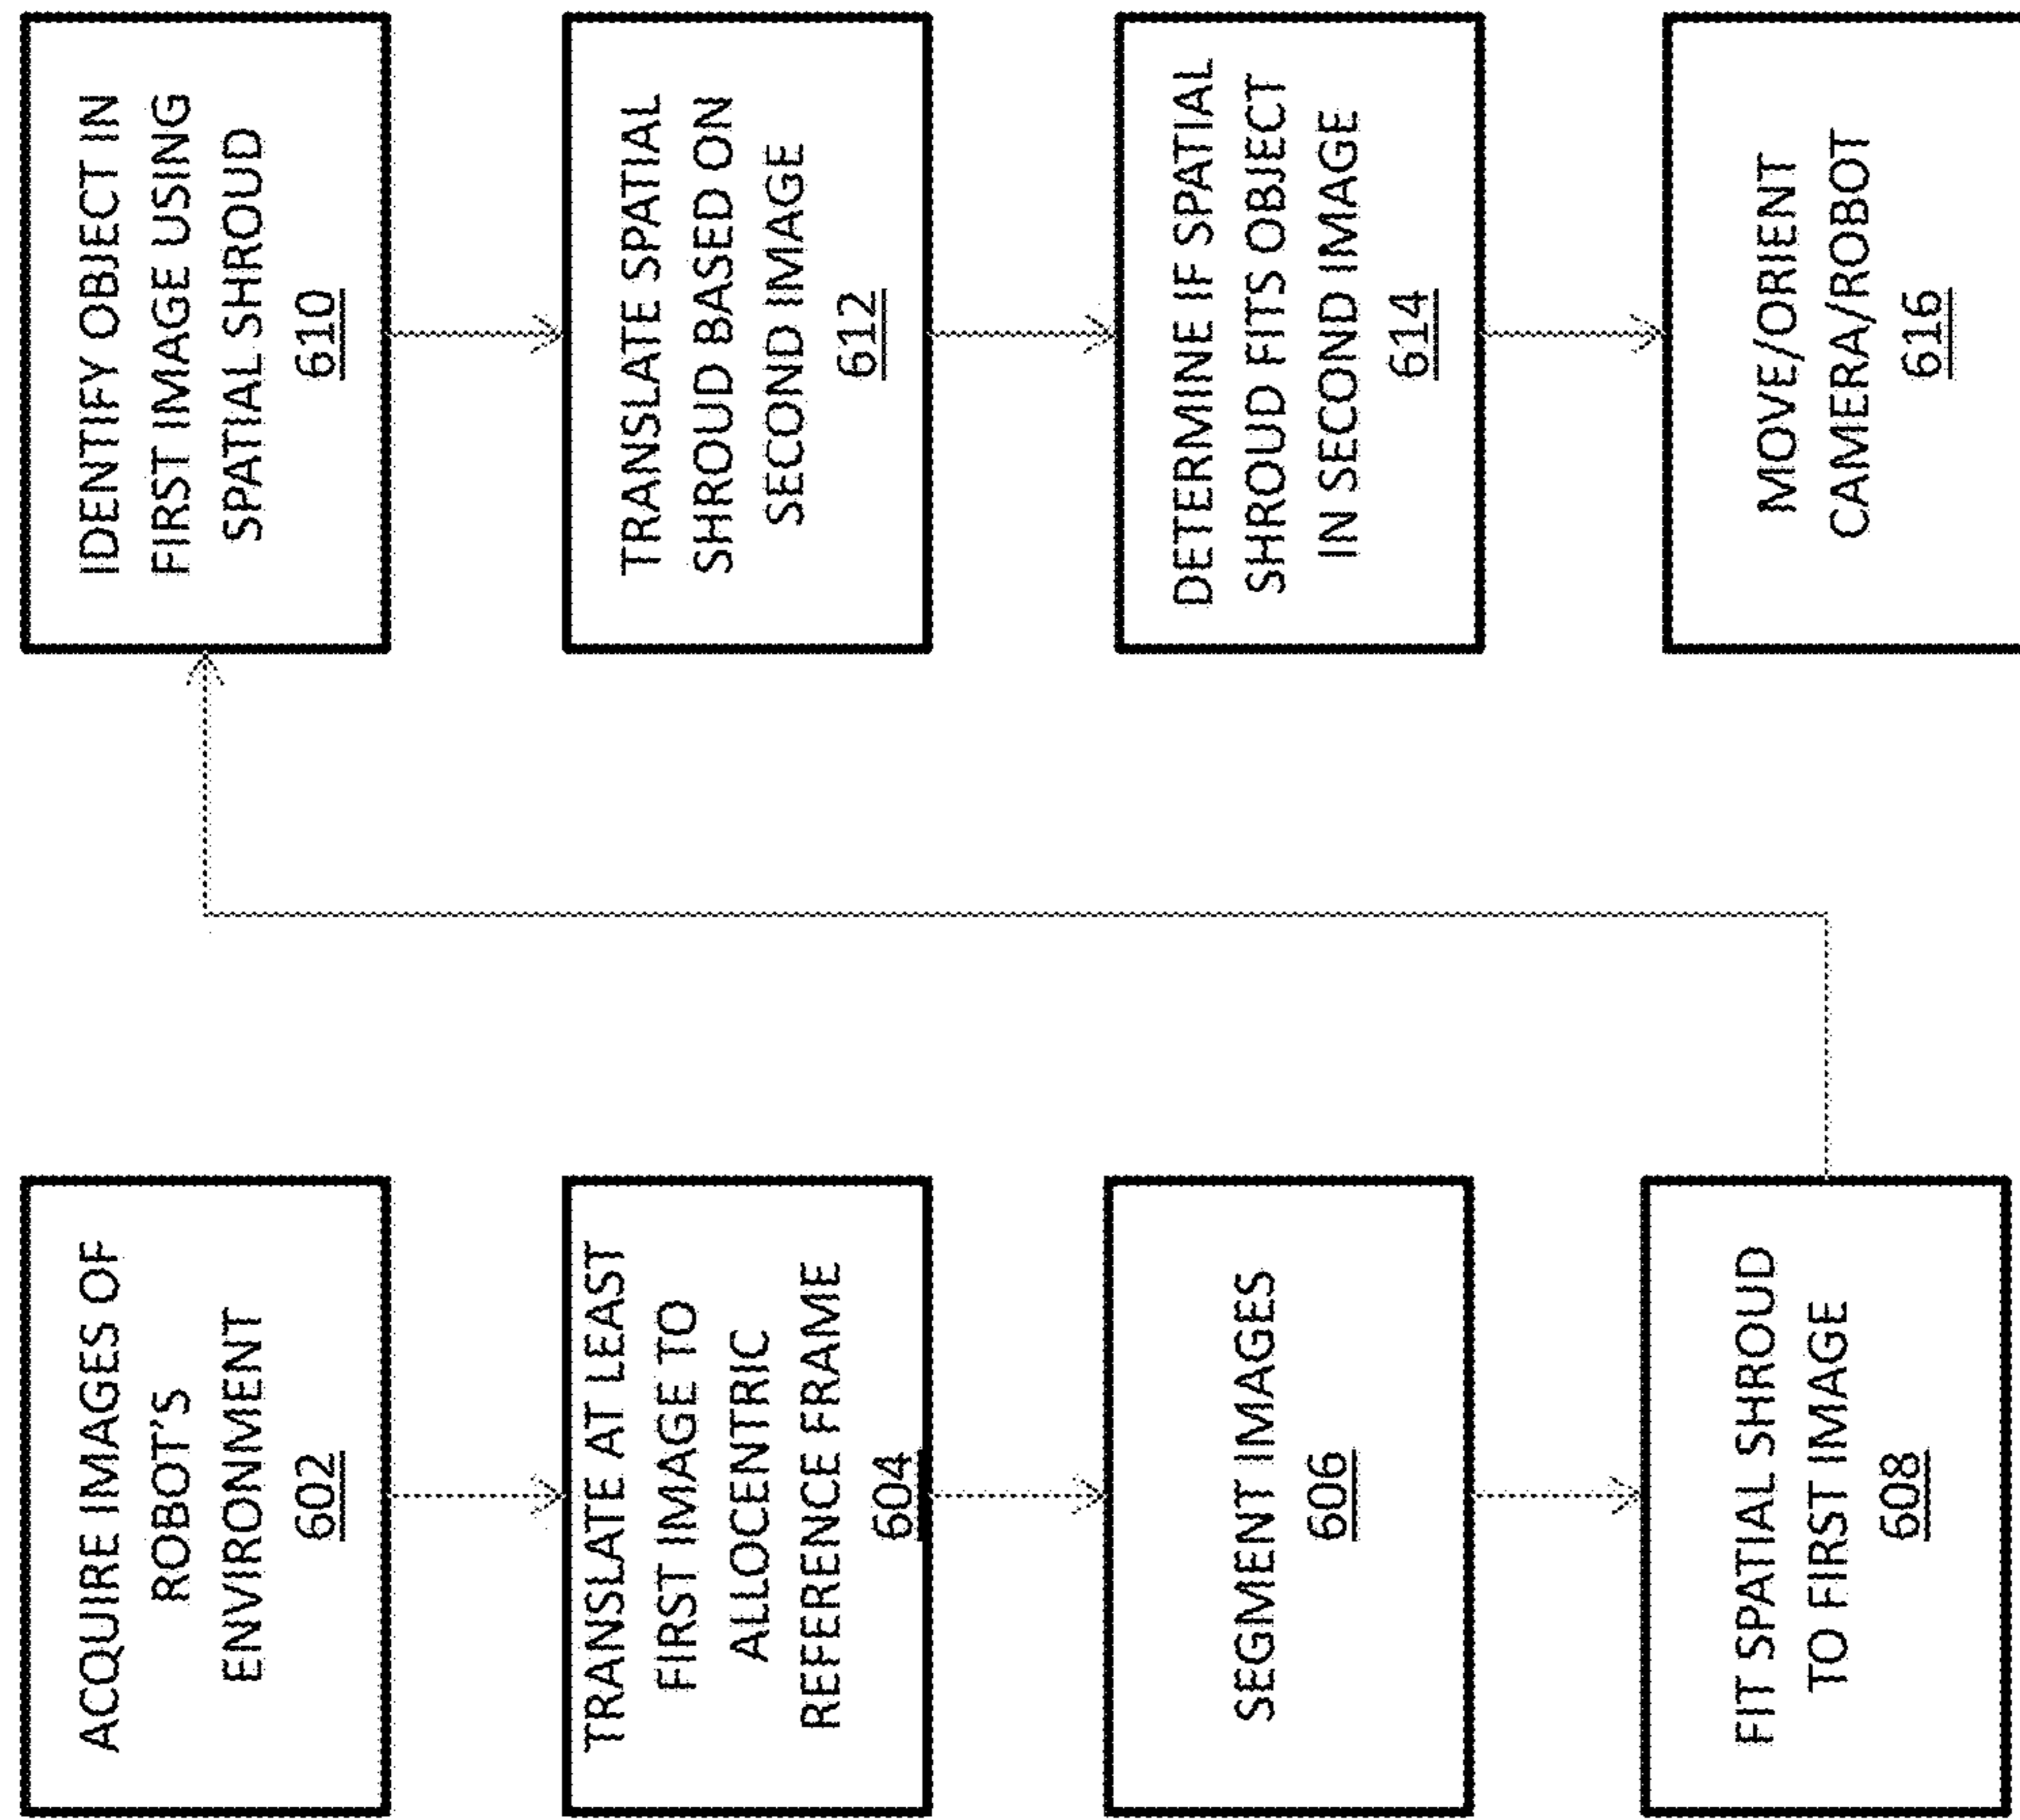 ACQUIRE IMAGES OF
ROBOT'S
ENVIRONMENT
602
TRANSLATE AT LEAST
FIRST IMAGE TO
ALLOCENTRIC
REFERENCE FRAME
604
SEGMENT IMAGES
606
FIT SPATIAL SHROUD
TO FIRST IMAGE
608
IDENTIFY OBJECT IN
FIRST IMAGE USING
SPATIAL SHROUD
610
TRANSLATE SPATIAL
SHROUD BASED ON
SECOND IMAGE
612
DETERMINE IF SPATIAL
SHROUD FITS OBJECT
IN SECOND IMAGE
614
MOVE/ORIENT
CAMERA/ROBOT
616